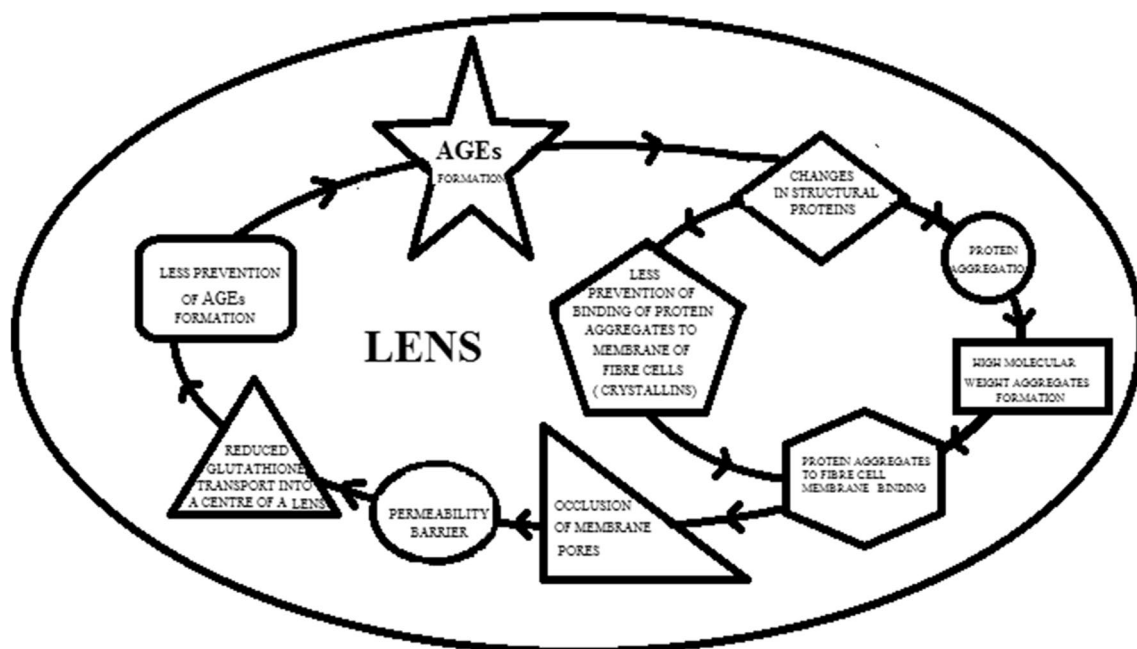 AGEs
FORMATION
CHANGES
IN STRUCTURAL
PROTEINS
PROTEIN
AGGREGATION
HIGH MOLECULAR
WEIGHT AGGREGATES
FORMATION
LESS
PREVENTION OF
BINDING OF PROTEIN
AGGREGATES TO
MEMBRANE OF
FIBRE CELLS
( CRYSTALLINS)
PROTEIN AGGREGATES
TO FIBRE CELL
MEMBRANE BINDING
OCCLUSION
OF MEMBRANE
PORES
PERMEABILITY
BARRIER
REDUCED
GLUTATHIONE
TRANSPORT INTO
A CENTRE OF A LENS
LESS PREVENTION
OF AGEs
FORMATION
LENS